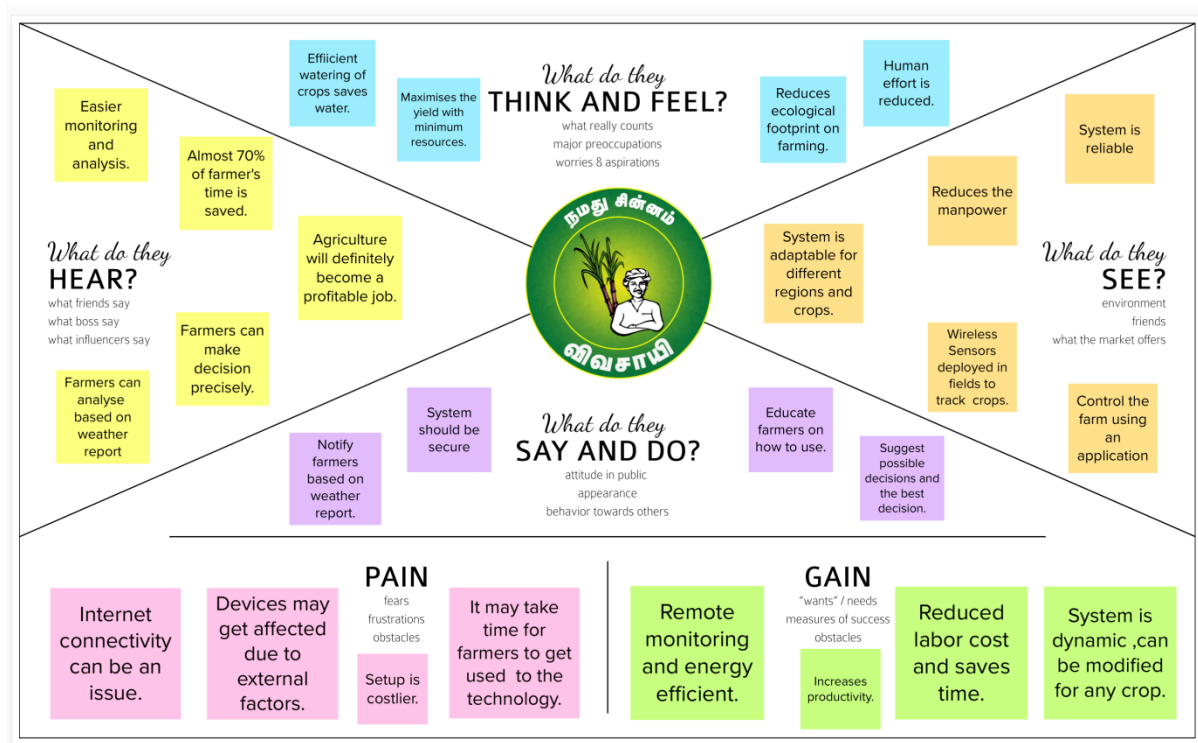 What do they
THINK AND FEEL?
what really counts
major preoccupations
worries & aspirations
Effiicient
watering of
crops saves
water.
Maximises the
yield with
minimum
resources.
Reduces
ecological
footprint on
farming.
Human
effort is
reduced.
What do they
HEAR?
what friends say
what boss say
what influencers say
Easier
monitoring
and
analysis.
Almost 70%
of farmer's
time is
saved.
Agriculture
will definitely
become a
profitable job.
Farmers can
make
decision
precisely.
Farmers can
analyse
based on
weather
report
நமது சின்னம்
விவசாயி
What do they
SEE?
environment
friends
what the market offers
System is
reliable
Reduces the
manpower
System is
adaptable for
different
regions and
crops.
Wireless
Sensors
deployed in
fields to
track crops.
Control the
farm using
an
application
What do they
SAY AND DO?
attitude in public
appearance
behavior towards others
Notify
farmers
based on
weather
report.
System
should be
secure
Educate
farmers on
how to use.
Suggest
possible
decisions and
the best
decision.
PAIN
fears
frustrations
obstacles
Internet
connectivity
can be an
issue.
Devices may
get affected
due to
external
factors.
Setup is
costlier.
It may take
time for
farmers to get
used to the
technology.
GAIN
"wants" / needs
measures of success
obstacles
Remote
monitoring
and energy
efficient.
Increases
productivity.
Reduced
labor cost
and saves
time.
System is
dynamic ,can
be modified
for any crop.